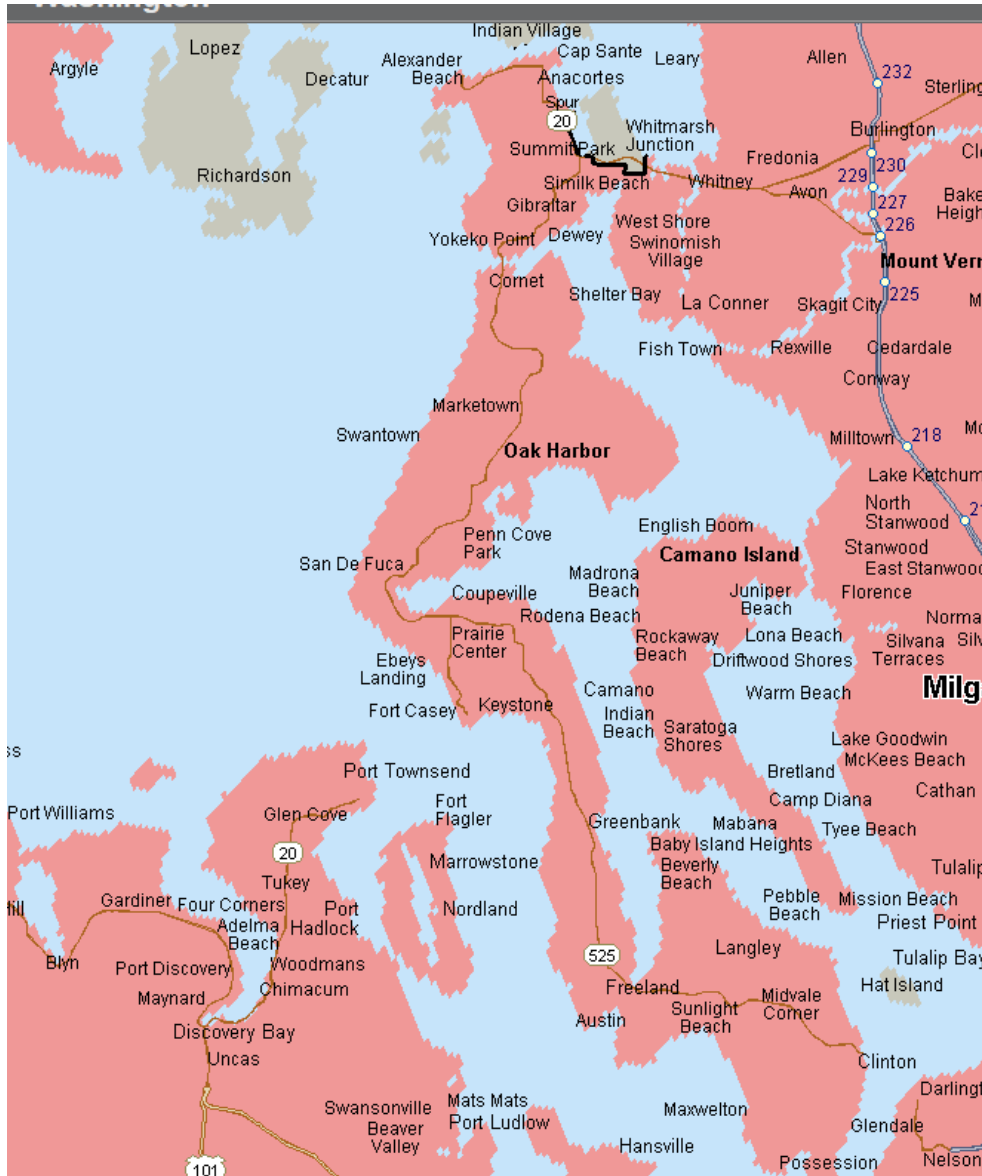 Washington
Indian Village
Lopez
Cap Sante
Leary
Allen
Alexander
Beach
Argyle
Decatur
Anacortes
232
Spur
20
Whitmarsh
Junction
Burlington
Summit Park
Fredonia
230
Richardson
Similk Beach
Whitney
Avon
229
Gibraltar
227
West Shore
226
Yokeko Point
Dewey
Swinomish
Village
Cornet
225
Shelter Bay
La Conner
Skagit City
Fish Town
Rexville
Cedardale
Conway
Marketown
Swantown
Milltown
218
Oak Harbor
Lake Ketchum
North
Stanwood
English Boom
Penn Cove
Park
Stanwood
Camano Island
San De Fuca
East Stanwood
Madrona
Beach
Coupeville
Juniper
Beach
Florence
Rodena Beach
Prairie
Center
Rockaway
Beach
Lona Beach
Silvana
Terraces
Driftwood Shores
Ebeys
Landing
Camano
Warm Beach
Fort Casey
Keystone
Indian
Beach
Saratoga
Shores
Lake Goodwin
McKees Beach
Port Townsend
Bretland
Cathan
Port Williams
Glen Cove
Fort
Flagler
Camp Diana
Greenbank
Mabana
Tyee Beach
Baby Island Heights
20
Marrowstone
Beverly
Beach
Tukey
Gardiner
Four Corners
Port
Hadlock
Nordland
Pebble
Beach
Mission Beach
Priest Point
Adelma
Beach
Langley
525
Tulalip Bay
Blyn
Port Discovery
Woodmans
Hat Island
Maynard
Chimacum
Freeland
Midvale
Corner
Sunlight
Beach
Austin
Discovery Bay
Uncas
Clinton
Swansonville
Mats Mats
Maxwelton
Beaver
Valley
Port Ludlow
Glendale
Hansville
Possession
Nelson
101